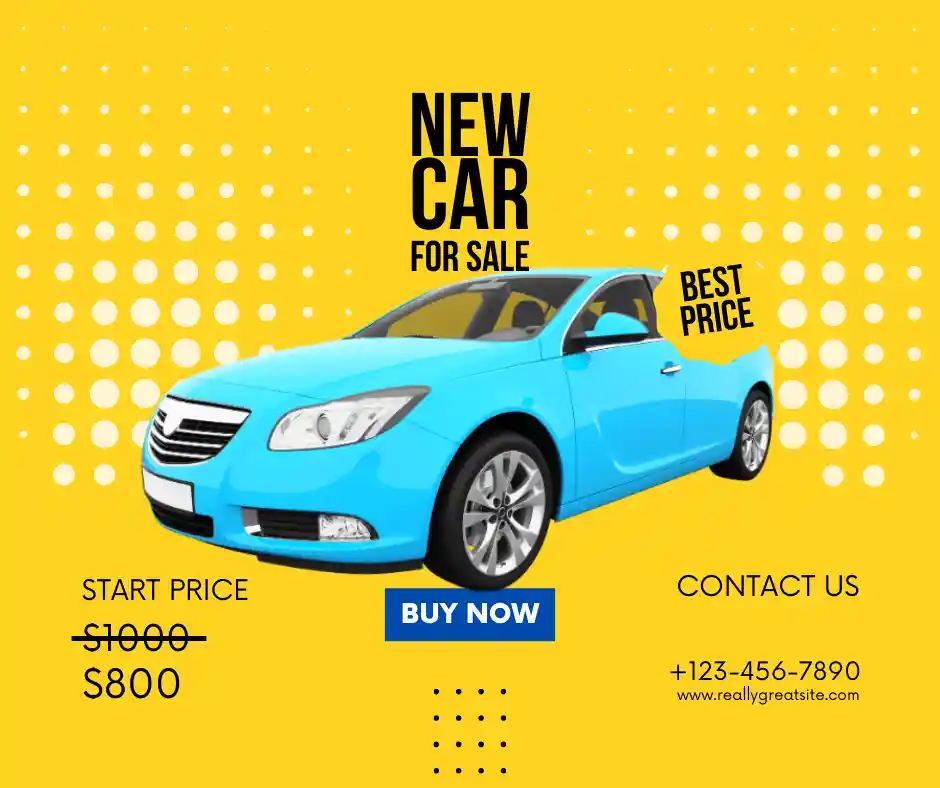 NEW
CAR
FOR SALE
BEST
PRICE
START PRICE
$1000
$800
BUY NOW
CONTACT US
+123-456-7890
www.reallygreatsite.com